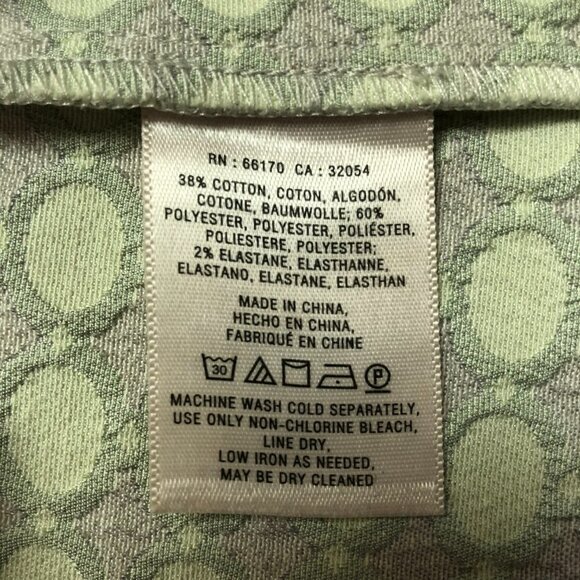 RN : 66170 CA : 32054
38% COTTON, COTON, ALGODÓN,
COTONE, BAUMWOLLE; 60%
POLYESTER, POLYESTER, POLIÉSTER,
POLIESTERE, POLYESTER;
2% ELASTANE, ELASTHANNE,
ELASTANO, ELASTANE, ELASTHAN
MADE IN CHINA,
HECHO EN CHINA,
FABRIQUÉ EN CHINE
30 P
MACHINE WASH COLD SEPARATELY,
USE ONLY NON-CHLORINE BLEACH,
LINE DRY,
LOW IRON AS NEEDED,
MAY BE DRY CLEANED